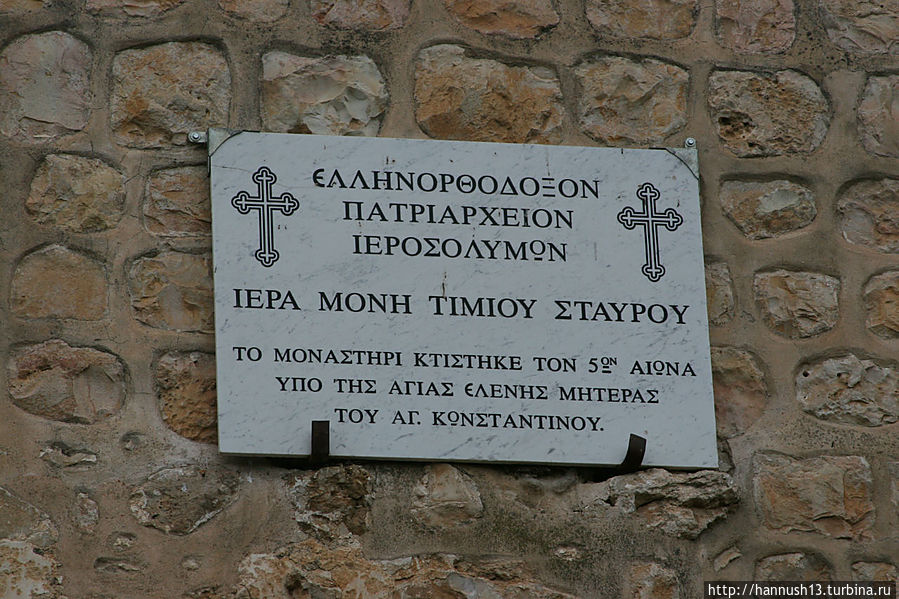 ΕΛΛΗΝΟΡΘΟΔΟΞΟΝ
ΠΑΤΡΙΑΡΧΕΙΟΝ
ΙΕΡΟΣΟΛΥΜΩΝ
ΙΕΡΑ ΜΟΝΗ ΤΙΜΙΟΥ ΣΤΑΥΡΟΥ
ΤΟ ΜΟΝΑΣΤΗΡΙ ΚΤΙΣΤΗΚΕ ΤΟΝ 5ΩΝ ΑΙΩΝΑ
ΥΠΟ ΤΗΣ ΑΓΙΑΣ ΕΛΕΝΗΣ ΜΗΤΕΡΑΣ
ΤΟΥ ΑΓ. ΚΩΝΣΤΑΝΤΙΝΟΥ.
http://hannush13.turbina.ru